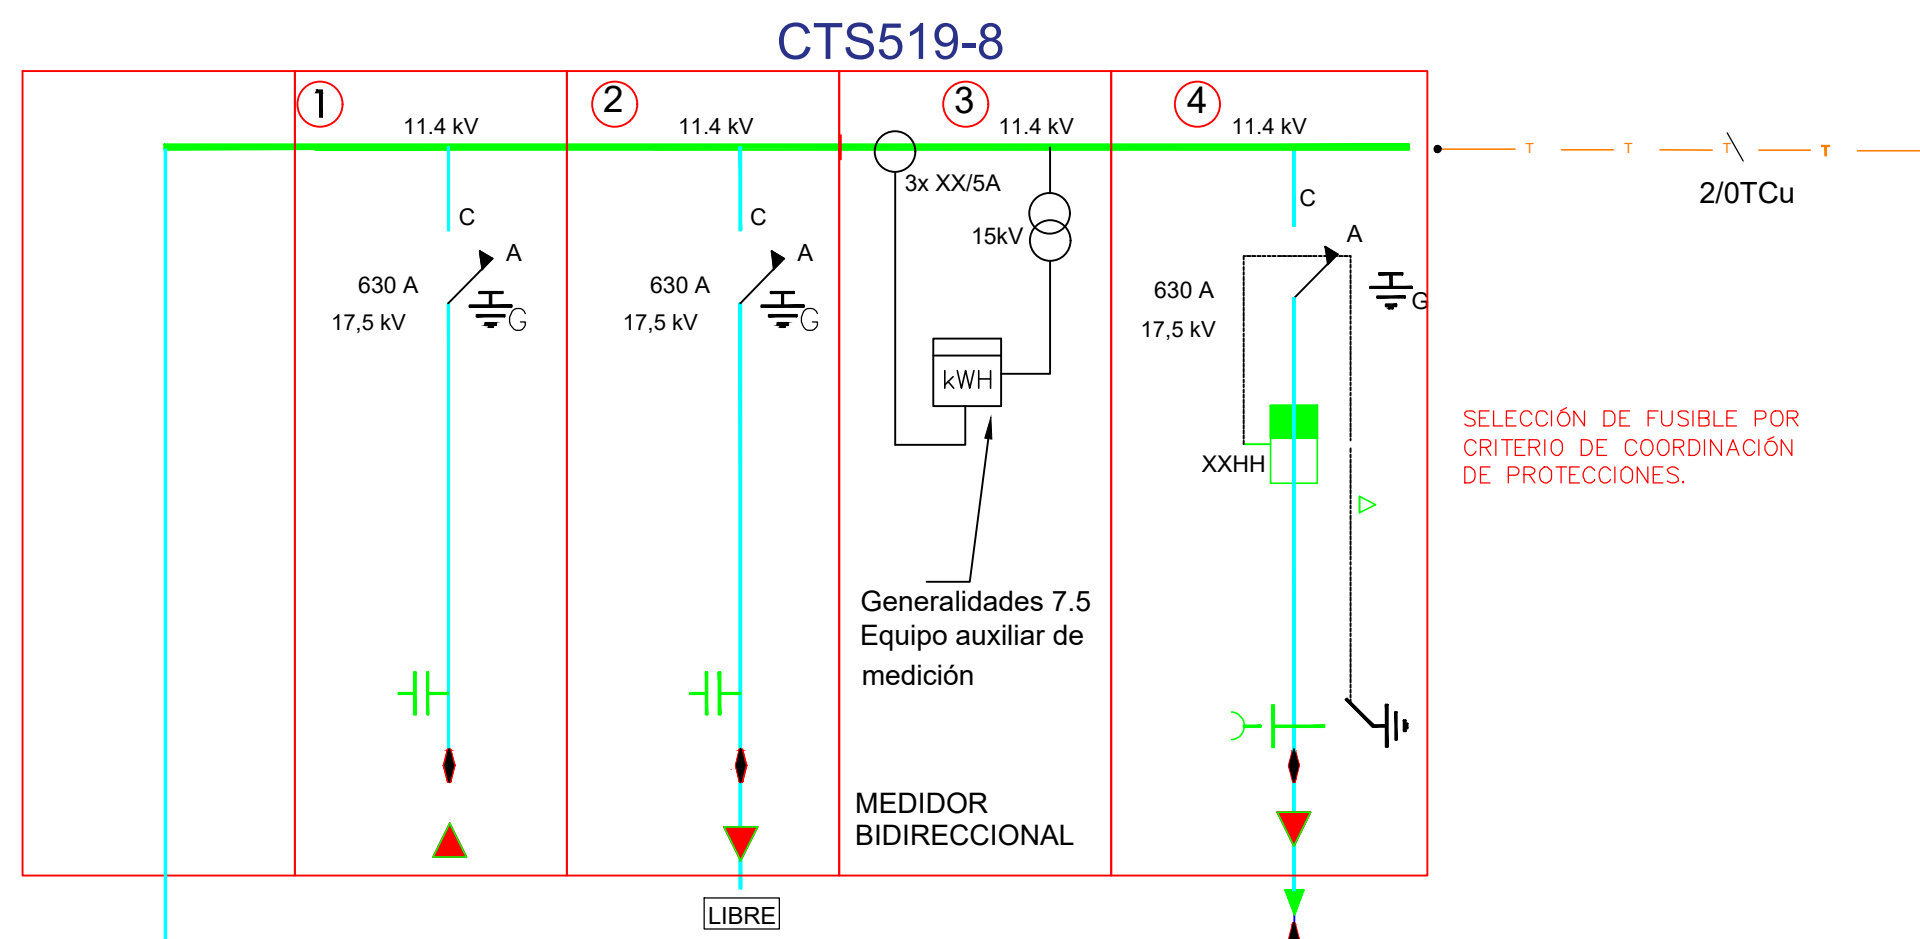 CTS519-8
1
2
3
4
11.4 kV
11.4 kV
11.4 kV
11.4 kV
T
T
T
T
2/0TCu
3x XX/5A
C
C
C
A
A
A
15kV
630 A
17,5 kV
G
630 A
17,5 kV
G
630 A
17,5 kV
G
kWH
XXHH
SELECCIÓN DE FUSIBLE POR
CRITERIO DE COORDINACIÓN
DE PROTECCIONES.
Generalidades 7.5
Equipo auxiliar de
medición
MEDIDOR
BIDIRECCIONAL
LIBRE